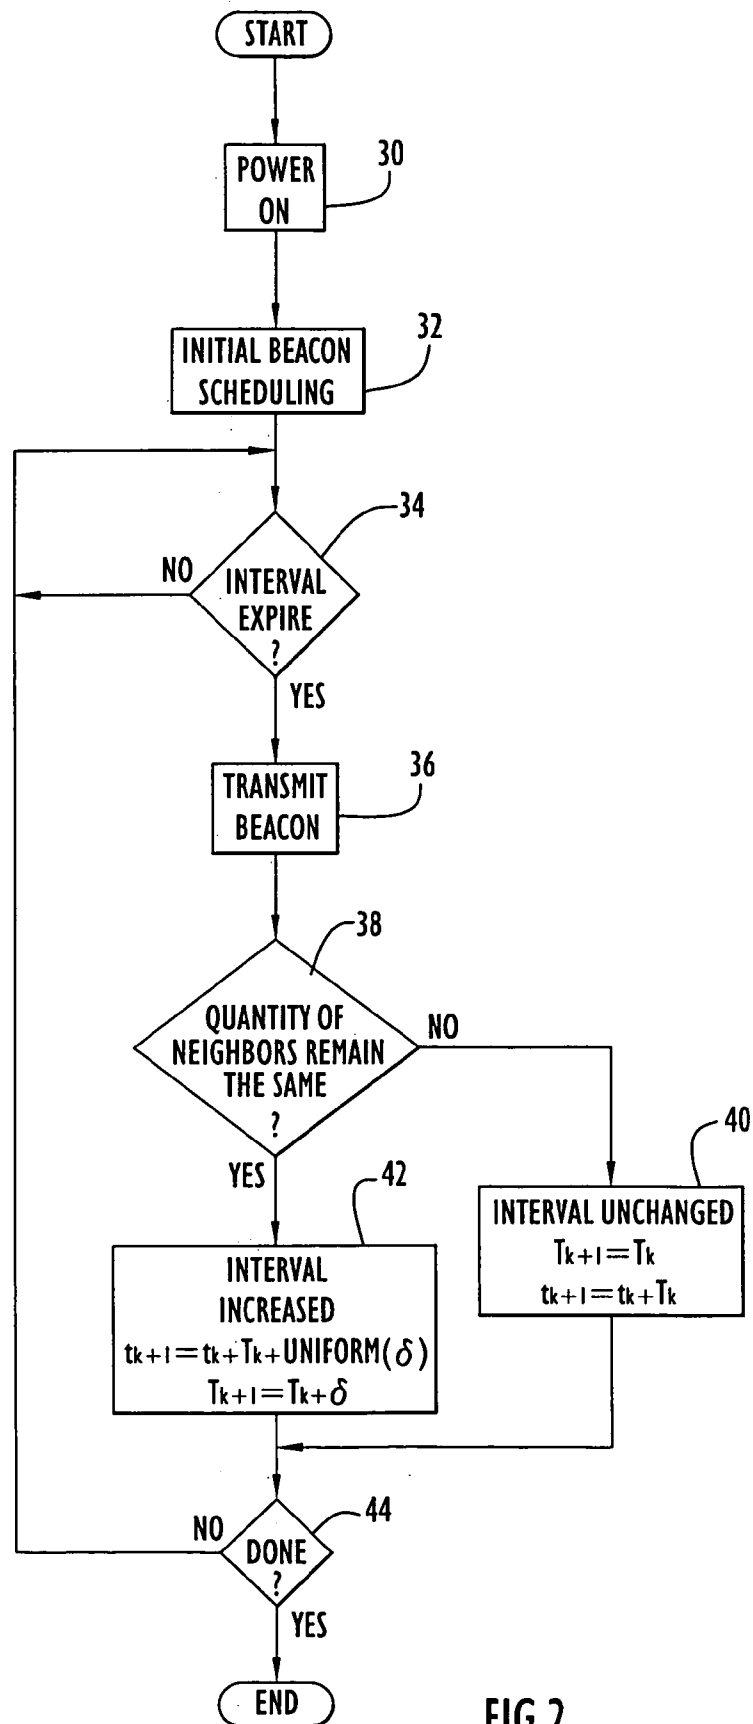 START
POWER
ON
30
INITIAL BEACON
SCHEDULING
32
34
NO
INTERVAL
EXPIRE
?
YES
TRANSMIT
BEACON
36
38
QUANTITY OF
NEIGHBORS REMAIN
THE SAME
?
NO
YES
40
INTERVAL UNCHANGED
Tk+1=Tk
tk+1=tk+Tk
42
INTERVAL
INCREASED
tk+1=tk+Tk+UNIFORM(δ)
Tk+1=Tk+δ
44
NO
DONE
?
YES
END
FIG.2